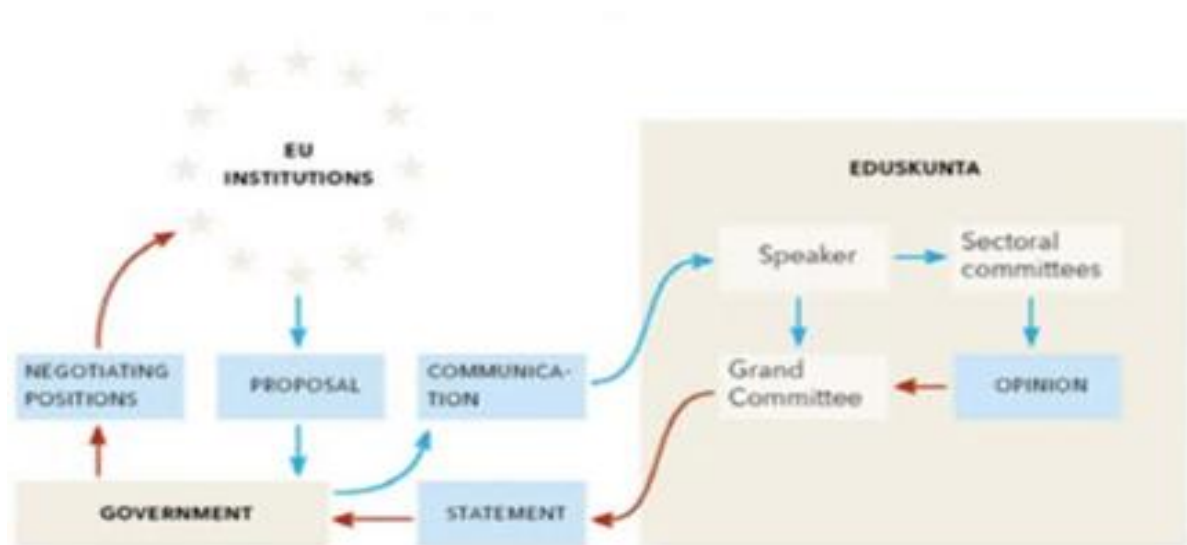 EU
INSTITUTIONS
EDUSKUNTA
Speaker
Sectoral
committees
NEGOTIATING
POSITIONS
PROPOSAL
COMMUNICA-
TION
Grand
Committee
OPINION
GOVERNMENT
STATEMENT